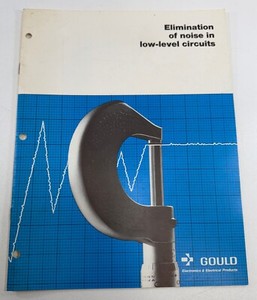 Elimination
of noise in
low-level circuits
GOULD
Electronics & Electrical Products